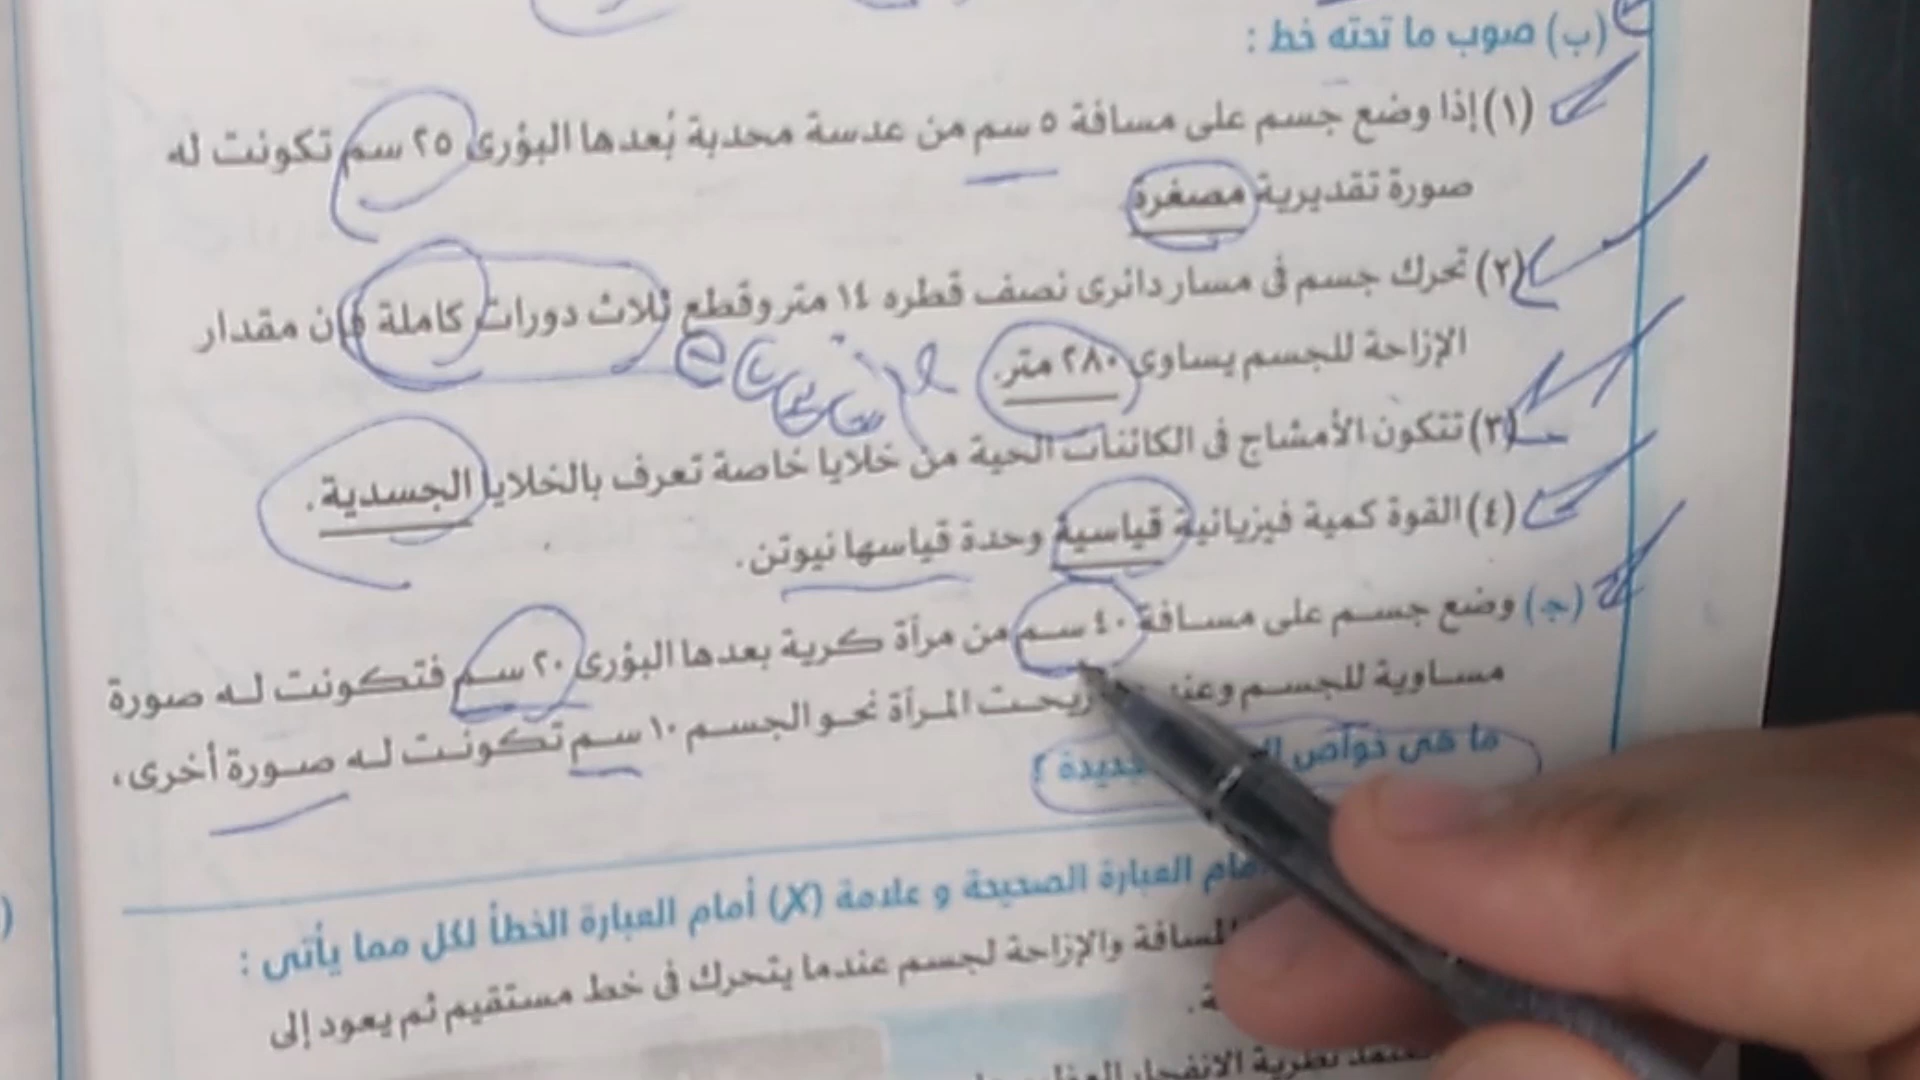 (ب) صوب ما تحته خط :
(١) إذا وضع جسم على مسافة ٥ سم من عدسة محدبة بُعدها البؤرى ٢٥ سم تكونت له
صورة تقديرية مصغرة
(٢) تحرك جسم فى مسار دائرى نصف قطره ١٤ متر وقطع ثلاث دورات كاملة فإن مقدار
الإزاحة للجسم يساوى ٢٨٠ متر.
(٣) تتكون الأمشاج فى الكائنات الحية من خلايا خاصة تعرف بالخلايا الجسدية .
(٤) القوة كمية فيزيائية قياسية وحدة قياسها نيوتن .
(جـ) وضع جسم على مسافة ٤٠ سم من مرآة كرية بعدها البؤرى ٢٠ سم فتكونت له صورة
مساوية للجسم وعند زيحت المرآة نحو الجسم ١٠ سم تكونت له صورة أخرى،
ما هى خواص الـ جديدة ؟
أمام العبارة الصحيحة و علامة (X) أمام العبارة الخطأ لكل مما يأتى :
المسافة والإزاحة لجسم عندما يتحرك فى خط مستقيم ثم يعود إلى
نظرية الانفجار